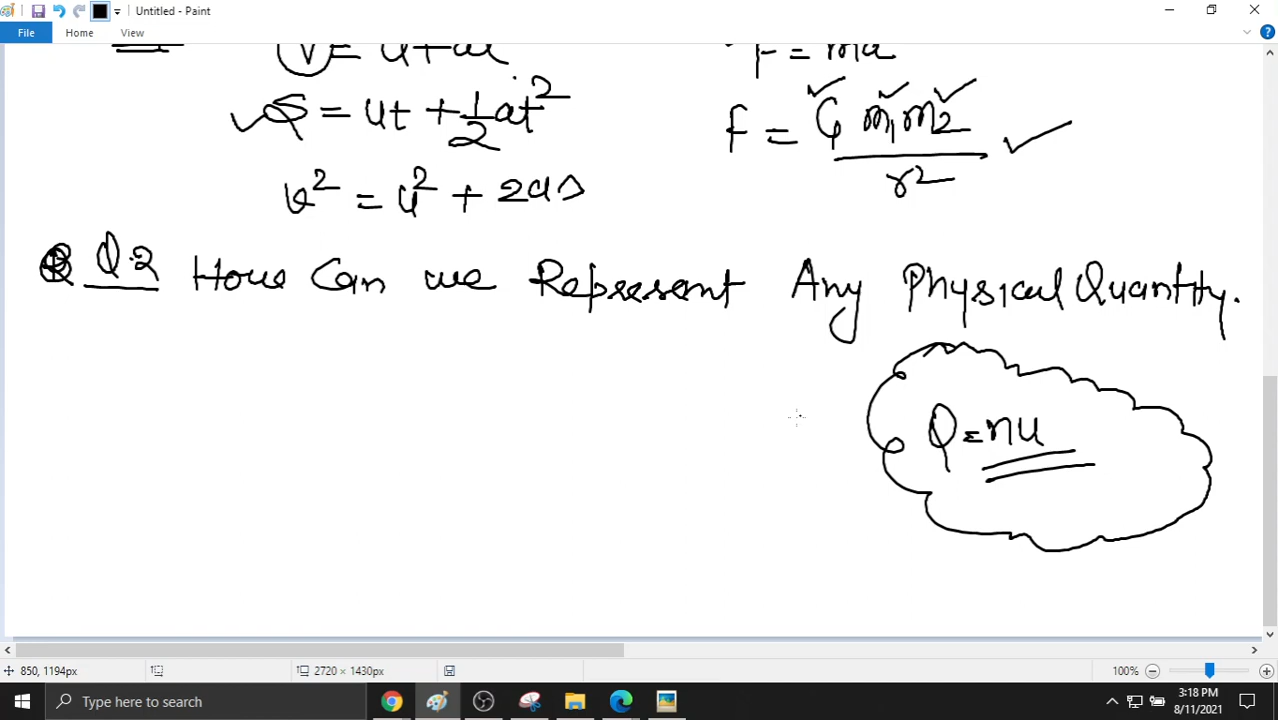 Untitled - Paint
File Home View
V = u + at
F = ma
S = ut + 1/2 at²
F = G m₁m₂ / r²
v² = u² + 2as
Q.2 How Can we Represent Any Physical Quantity.
Q = nu
850, 1194px
2720 × 1430px
100%
Type here to search
3:18 PM
8/11/2021